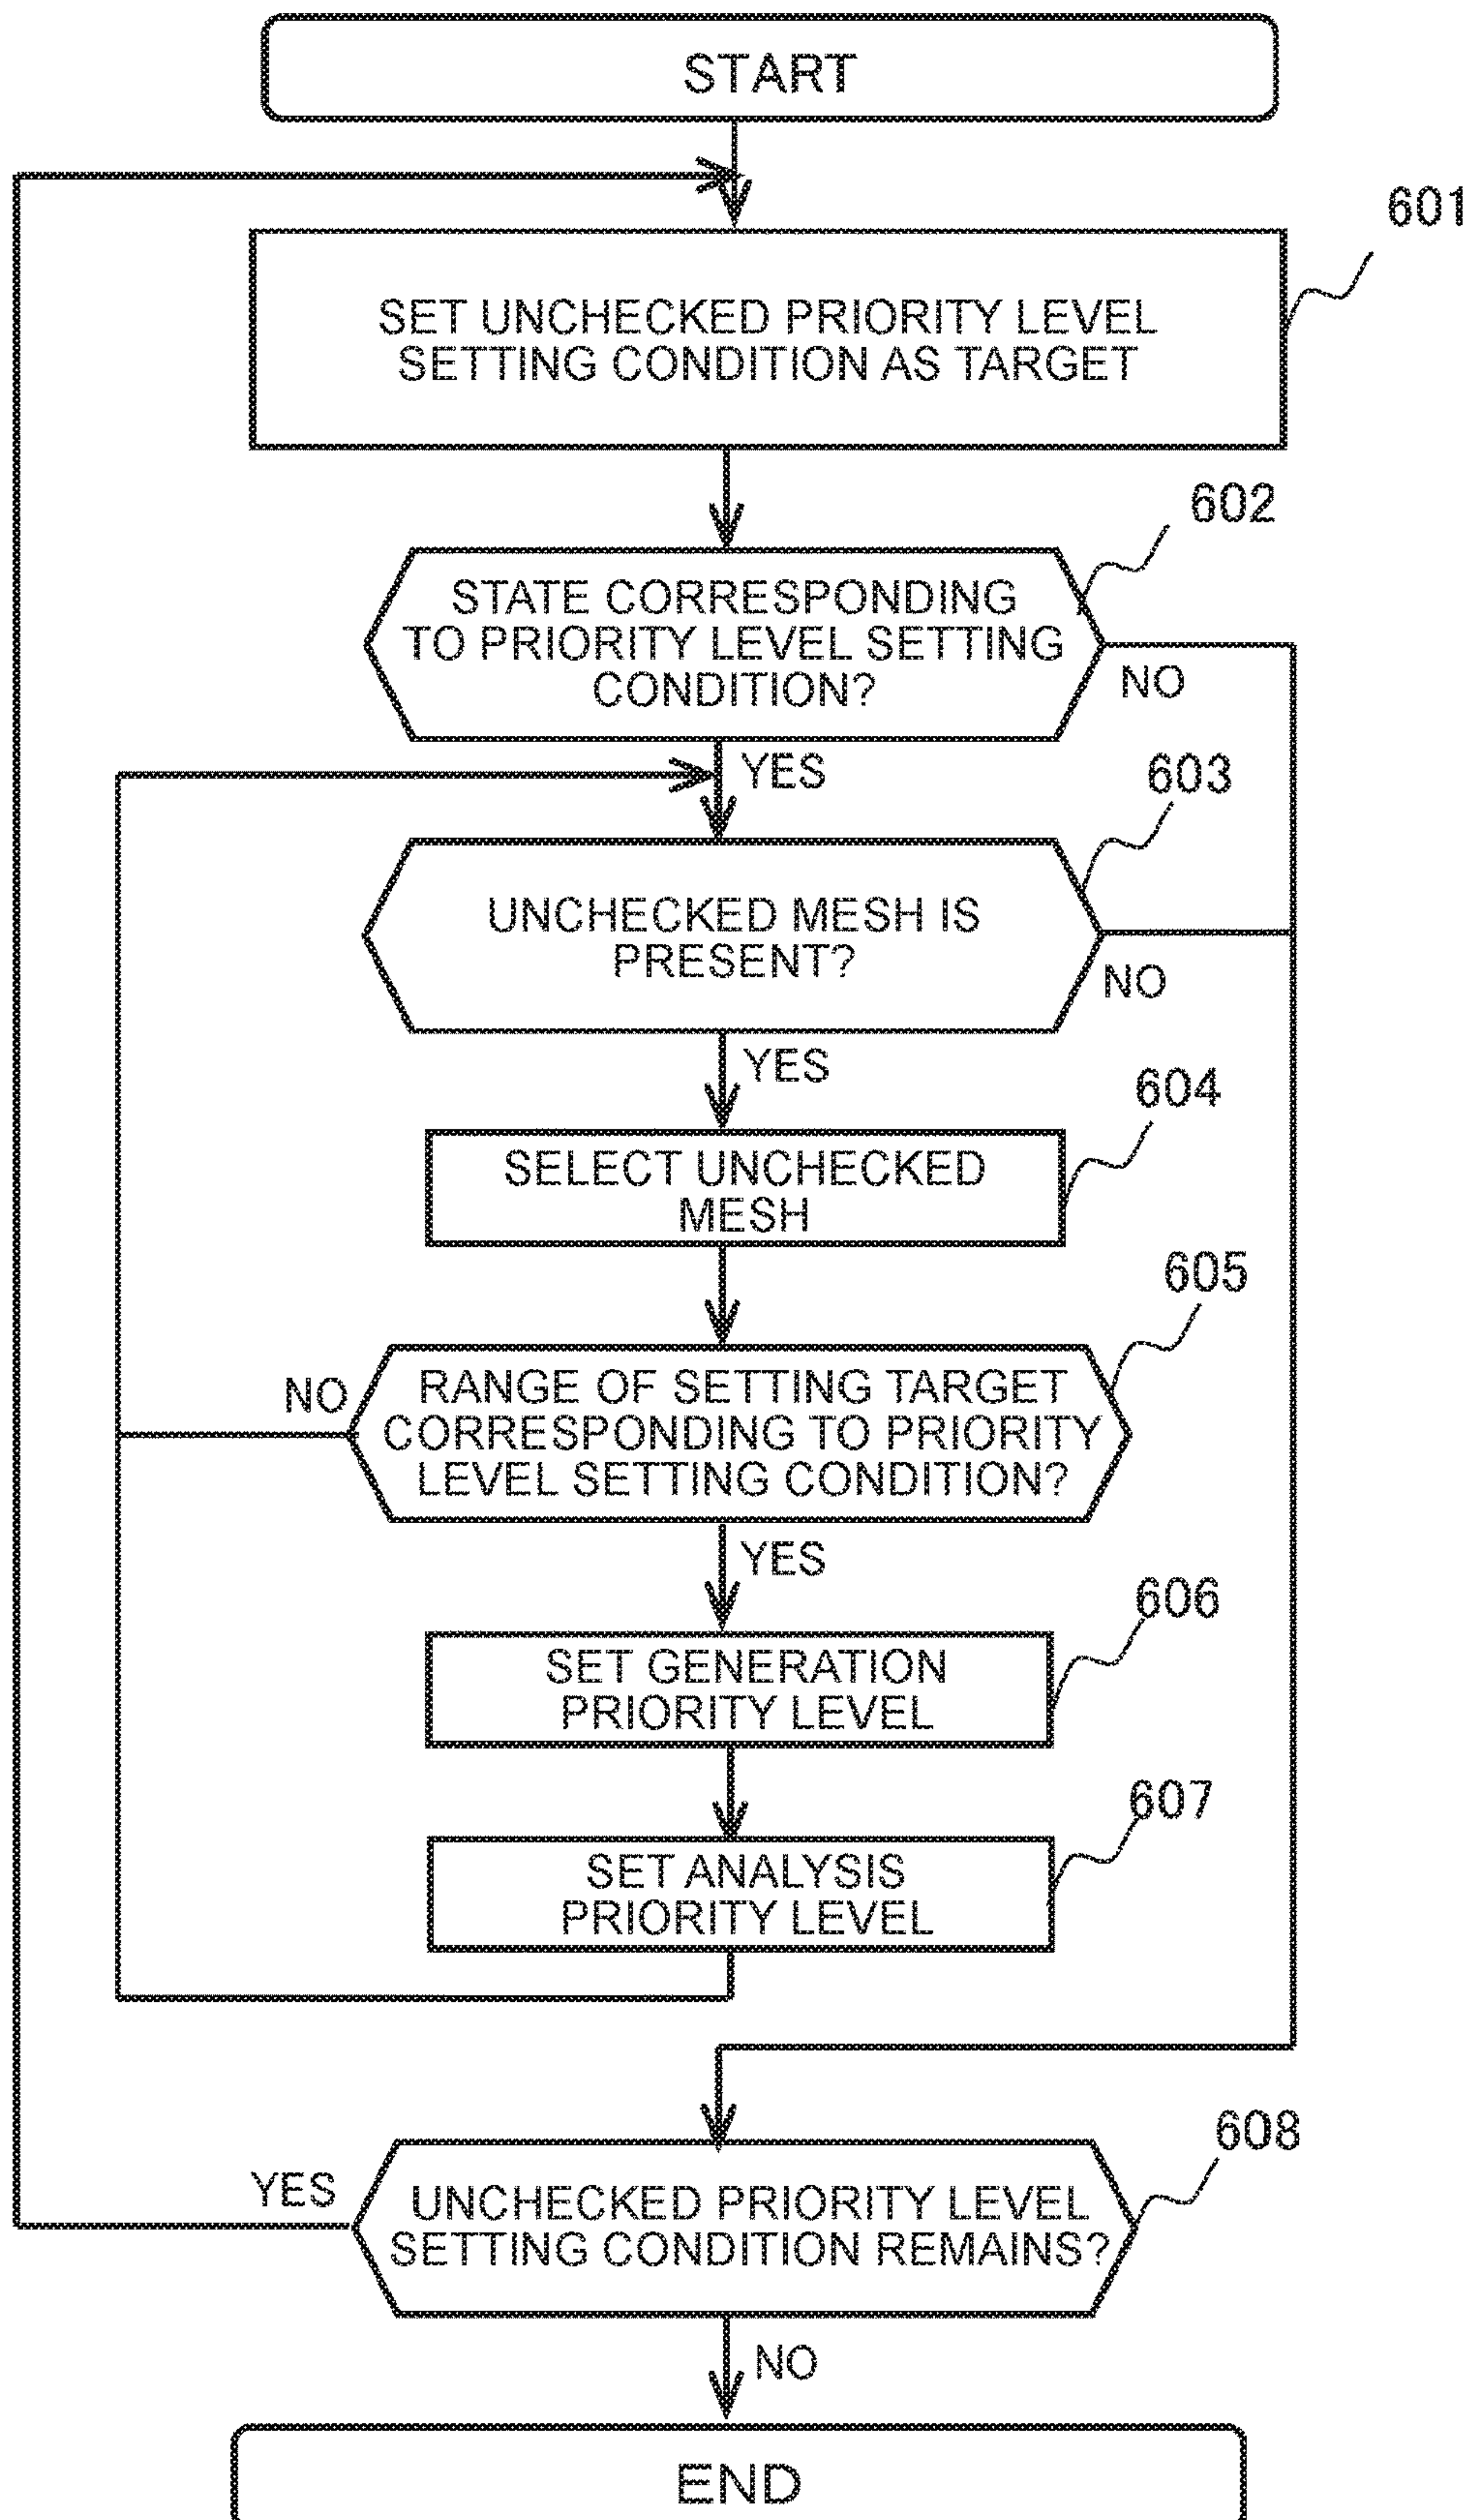 START
601
SET UNCHECKED PRIORITY LEVEL
SETTING CONDITION AS TARGET
602
STATE CORRESPONDING
TO PRIORITY LEVEL SETTING
CONDITION?
NO
YES
603
UNCHECKED MESH IS
PRESENT?
NO
YES
604
SELECT UNCHECKED
MESH
605
NO
RANGE OF SETTING TARGET
CORRESPONDING TO PRIORITY
LEVEL SETTING CONDITION?
YES
606
SET GENERATION
PRIORITY LEVEL
607
SET ANALYSIS
PRIORITY LEVEL
608
YES
UNCHECKED PRIORITY LEVEL
SETTING CONDITION REMAINS?
NO
END